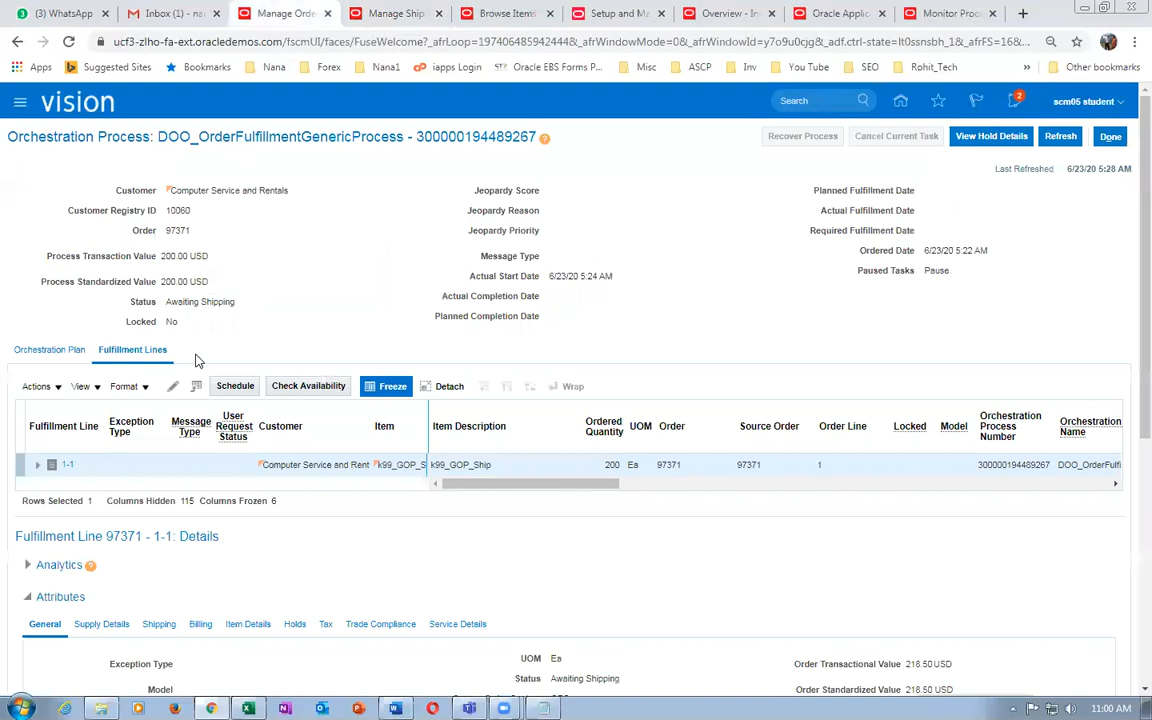 (3) WhatsApp
Inbox (1) - na
Manage Orde
Manage Ship
Browse Items
Setup and Ma
Overview - In
Oracle Applic
Monitor Proc
ucf3-zlho-fa-ext.oracledemos.com/fscmUI/faces/FuseWelcome?_afrLoop=197406585942444&_afrWindowMode=0&_afrWindowId=y7o9u0cjg&_adf.ctrl-state=lt0ssnsbh_1&_afrFS=16&...
Apps Suggested Sites Bookmarks Nana Forex Nana1 iapps Login Oracle EBS Forms P... Misc ASCP Inv You Tube SEO Rohit_Tech » Other bookmarks
vision
Search
2
scm05 student
Orchestration Process: DOO_OrderFulfillmentGenericProcess - 300000194489267
Recover Process Cancel Current Task View Hold Details Refresh Done
Last Refreshed 6/23/20 5:28 AM
Customer Computer Service and Rentals
Customer Registry ID 10060
Order 97371
Process Transaction Value 200.00 USD
Process Standardized Value 200.00 USD
Status Awaiting Shipping
Locked No
Jeopardy Score
Jeopardy Reason
Jeopardy Priority
Message Type
Actual Start Date 6/23/20 5:24 AM
Actual Completion Date
Planned Completion Date
Planned Fulfillment Date
Actual Fulfillment Date
Required Fulfillment Date
Ordered Date 6/23/20 5:22 AM
Paused Tasks Pause
Orchestration Plan Fulfillment Lines
Actions View Format Schedule Check Availability Freeze Detach Wrap
Fulfillment Line Exception Type Message Type User Request Status Customer Item Item Description Ordered Quantity UOM Order Source Order Order Line Locked Model Orchestration Process Number Orchestration Name
1-1 Computer Service and Rent k99_GOP_S k99_GOP_Ship 200 Ea 97371 97371 1 300000194489267 DOO_OrderFulfi
Rows Selected 1 Columns Hidden 115 Columns Frozen 6
Fulfillment Line 97371 - 1-1: Details
Analytics
Attributes
General Supply Details Shipping Billing Item Details Holds Tax Trade Compliance Service Details
Exception Type
Model
UOM Ea
Status Awaiting Shipping
Order Transactional Value 216.50 USD
Order Standardized Value 216.50 USD
11:00 AM